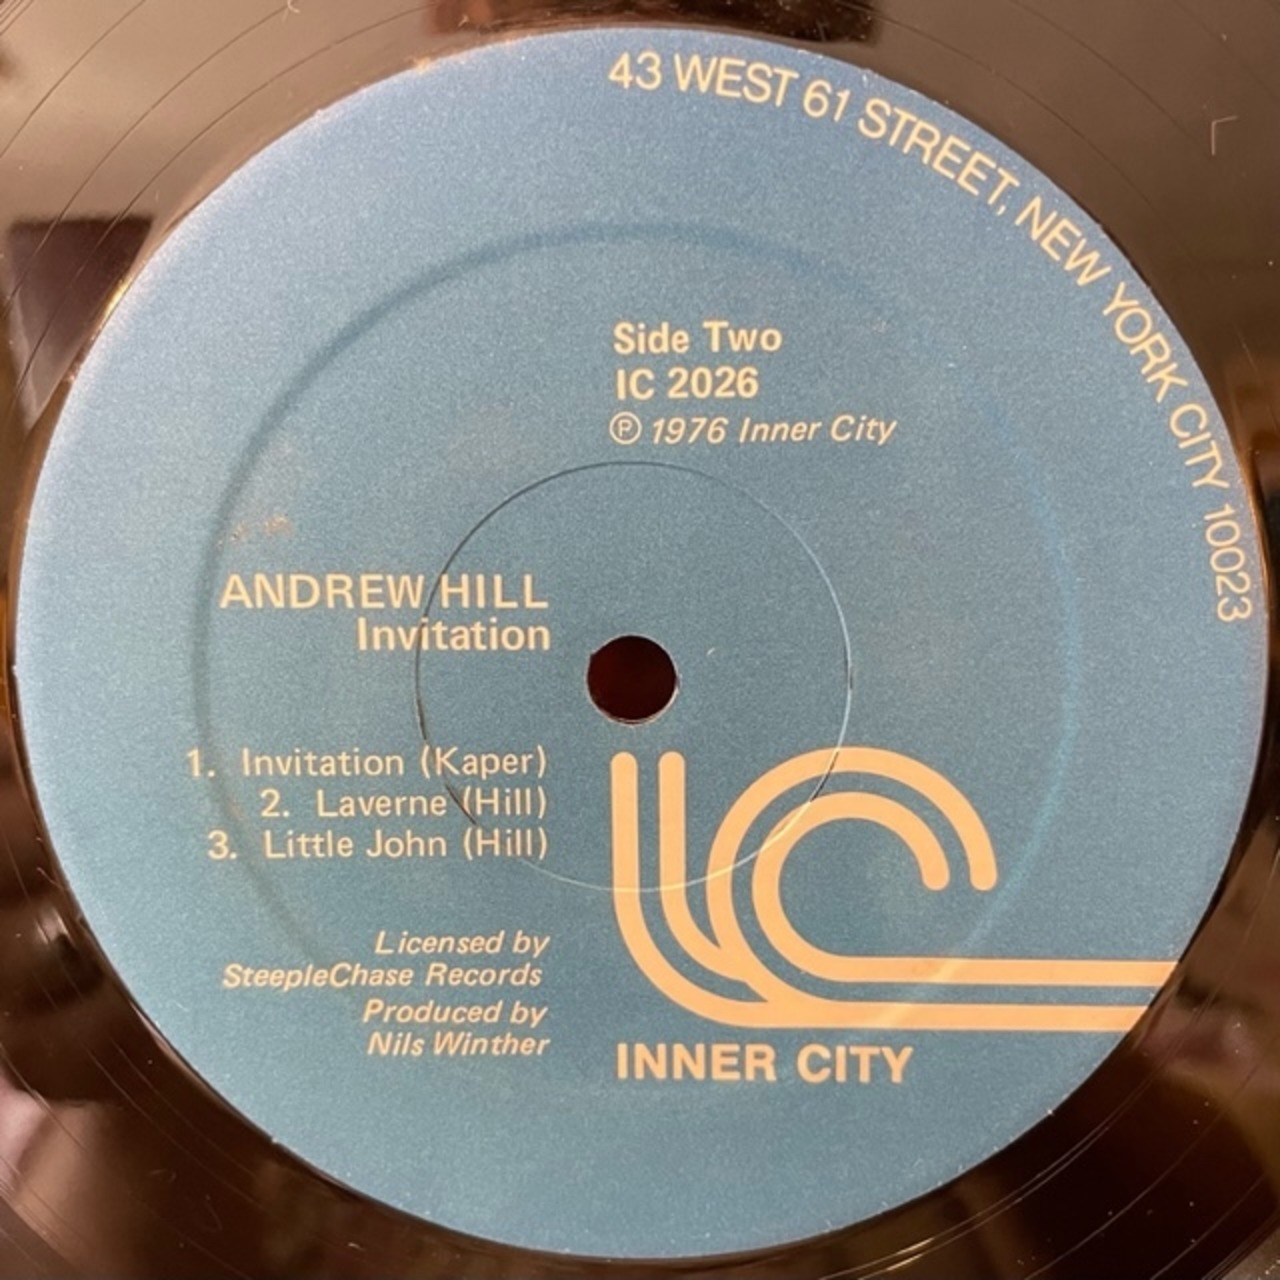 43 WEST 61 STREET, NEW YORK CITY 10023
Side Two
IC 2026
℗ 1976 Inner City
ANDREW HILL
Invitation
1. Invitation (Kaper)
2. Laverne (Hill)
3. Little John (Hill)
Licensed by
SteepleChase Records
Produced by
Nils Winther
IC
INNER CITY